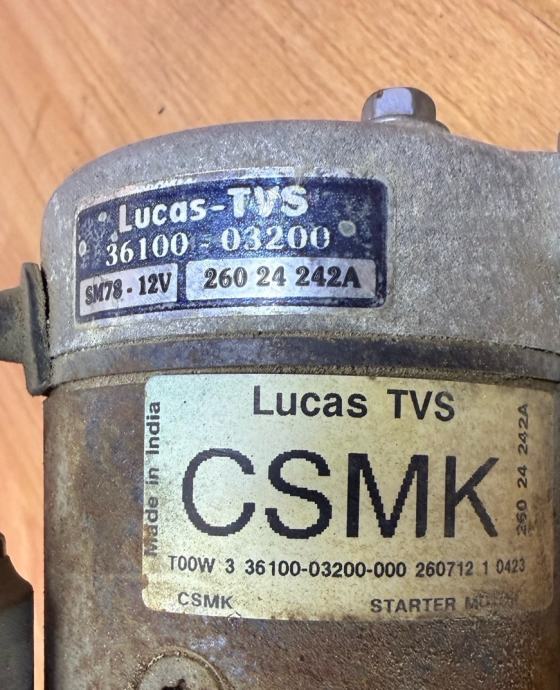 Lucas-TVS
36100-03200
SM78-12V 260 24 242A
Lucas TVS
Made in India
CSMK
260 24 242A
T00W 3 36100-03200-000 260712 1 0423
CSMK STARTER MOTOR